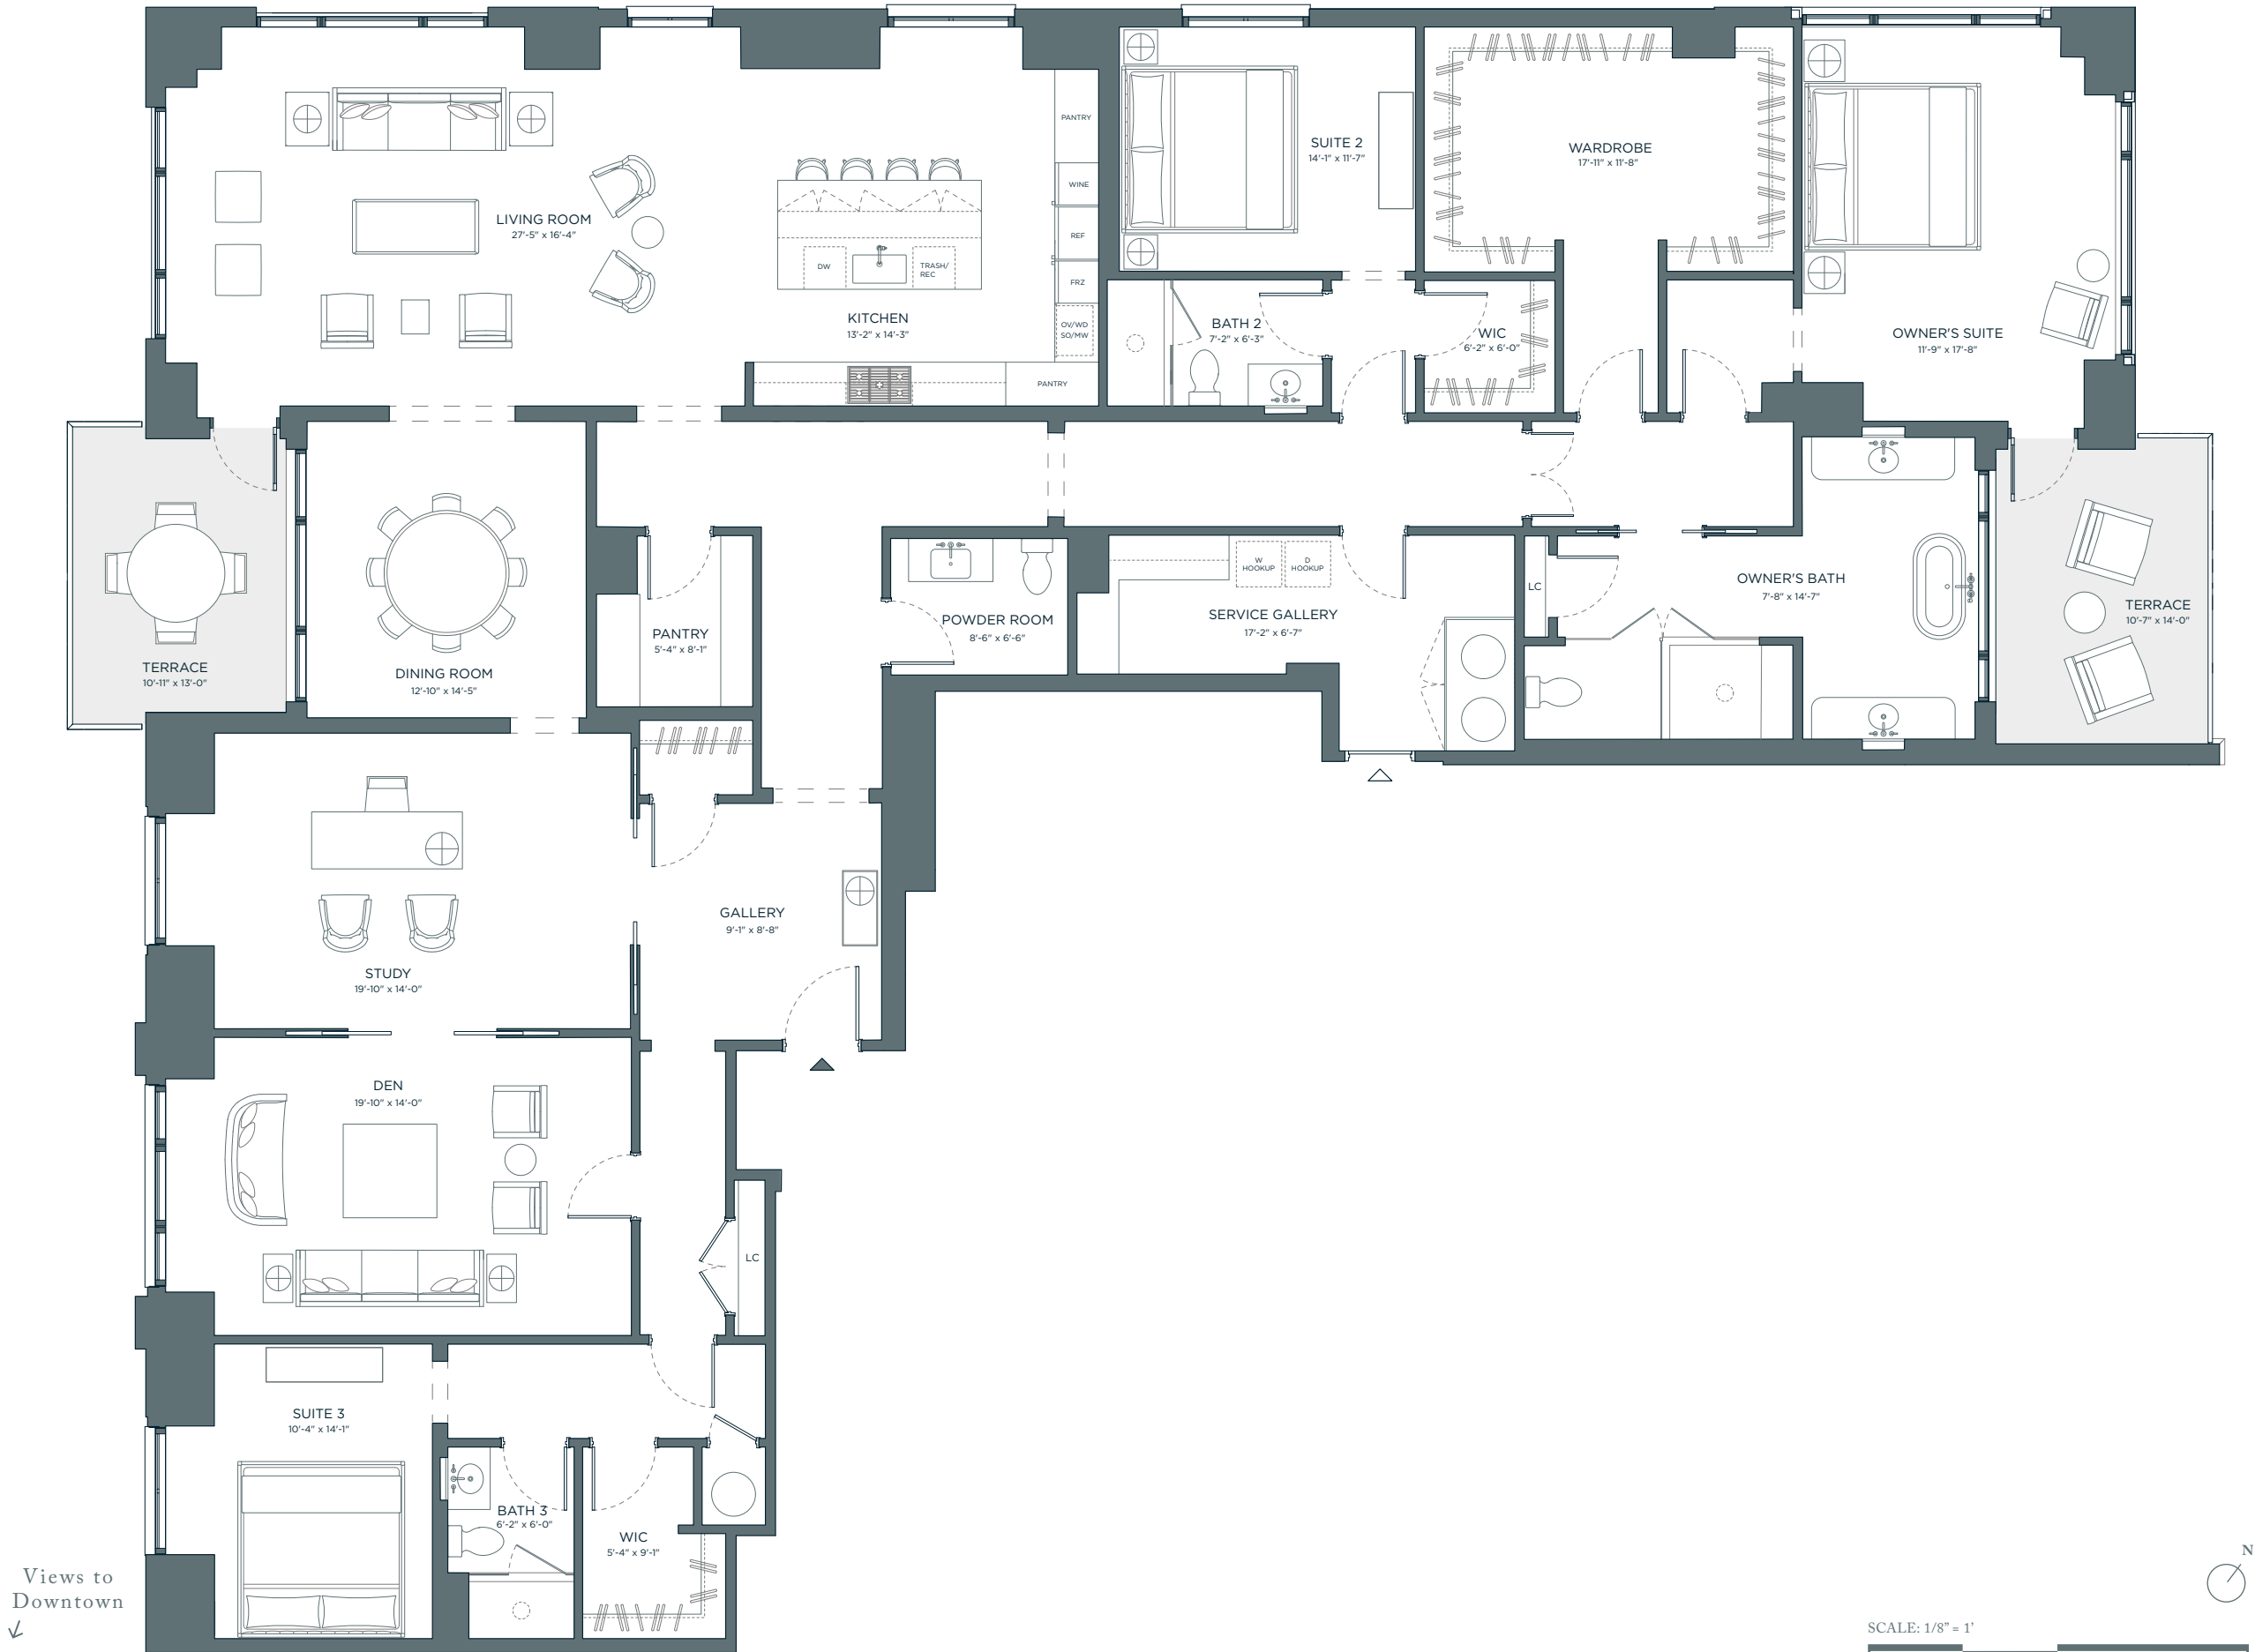 LIVING ROOM
27'-5" x 16'-4"
KITCHEN
13'-2" x 14'-3"
DW
TRASH/
REC
PANTRY
WINE
REF
FRZ
OV/WD
SO/MW
PANTRY
SUITE 2
14'-1" x 11'-7"
WARDROBE
17'-11" x 11'-8"
BATH 2
7'-2" x 6'-3"
WIC
6'-2" x 6'-0"
OWNER'S SUITE
11'-9" x 17'-8"
TERRACE
10'-11" x 13'-0"
DINING ROOM
12'-10" x 14'-5"
PANTRY
5'-4" x 8'-1"
POWDER ROOM
8'-6" x 6'-6"
W
HOOKUP
D
HOOKUP
SERVICE GALLERY
17'-2" x 6'-7"
LC
OWNER'S BATH
7'-8" x 14'-7"
TERRACE
10'-7" x 14'-0"
GALLERY
9'-1" x 8'-8"
STUDY
19'-10" x 14'-0"
DEN
19'-10" x 14'-0"
LC
SUITE 3
10'-4" x 14'-1"
BATH 3
6'-2" x 6'-0"
WIC
5'-4" x 9'-1"
Views to
Downtown
N
SCALE: 1/8" = 1'